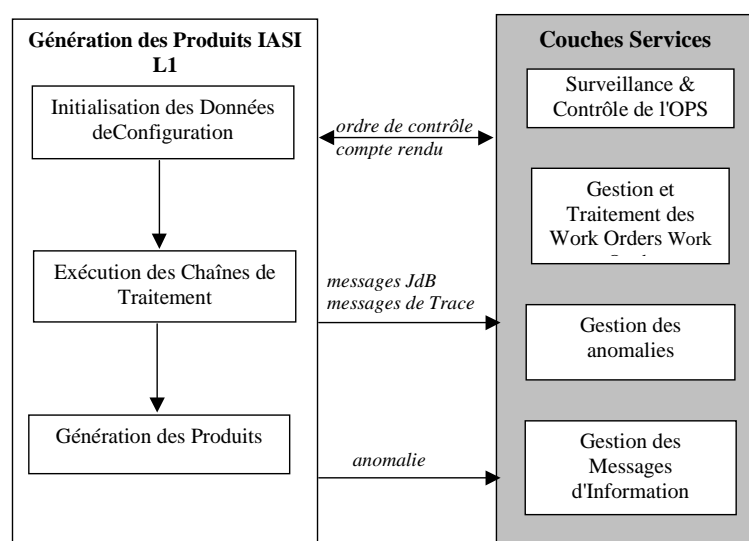 Génération des Produits IASI
L1
Initialisation des Données
deConfiguration
Exécution des Chaînes de
Traitement
Génération des Produits
ordre de contrôle
compte rendu
messages JdB
messages de Trace
anomalie
Couches Services
Surveillance &
Contrôle de l'OPS
Gestion et
Traitement des
Work Orders Work
Gestion des
anomalies
Gestion des
Messages
d'Information